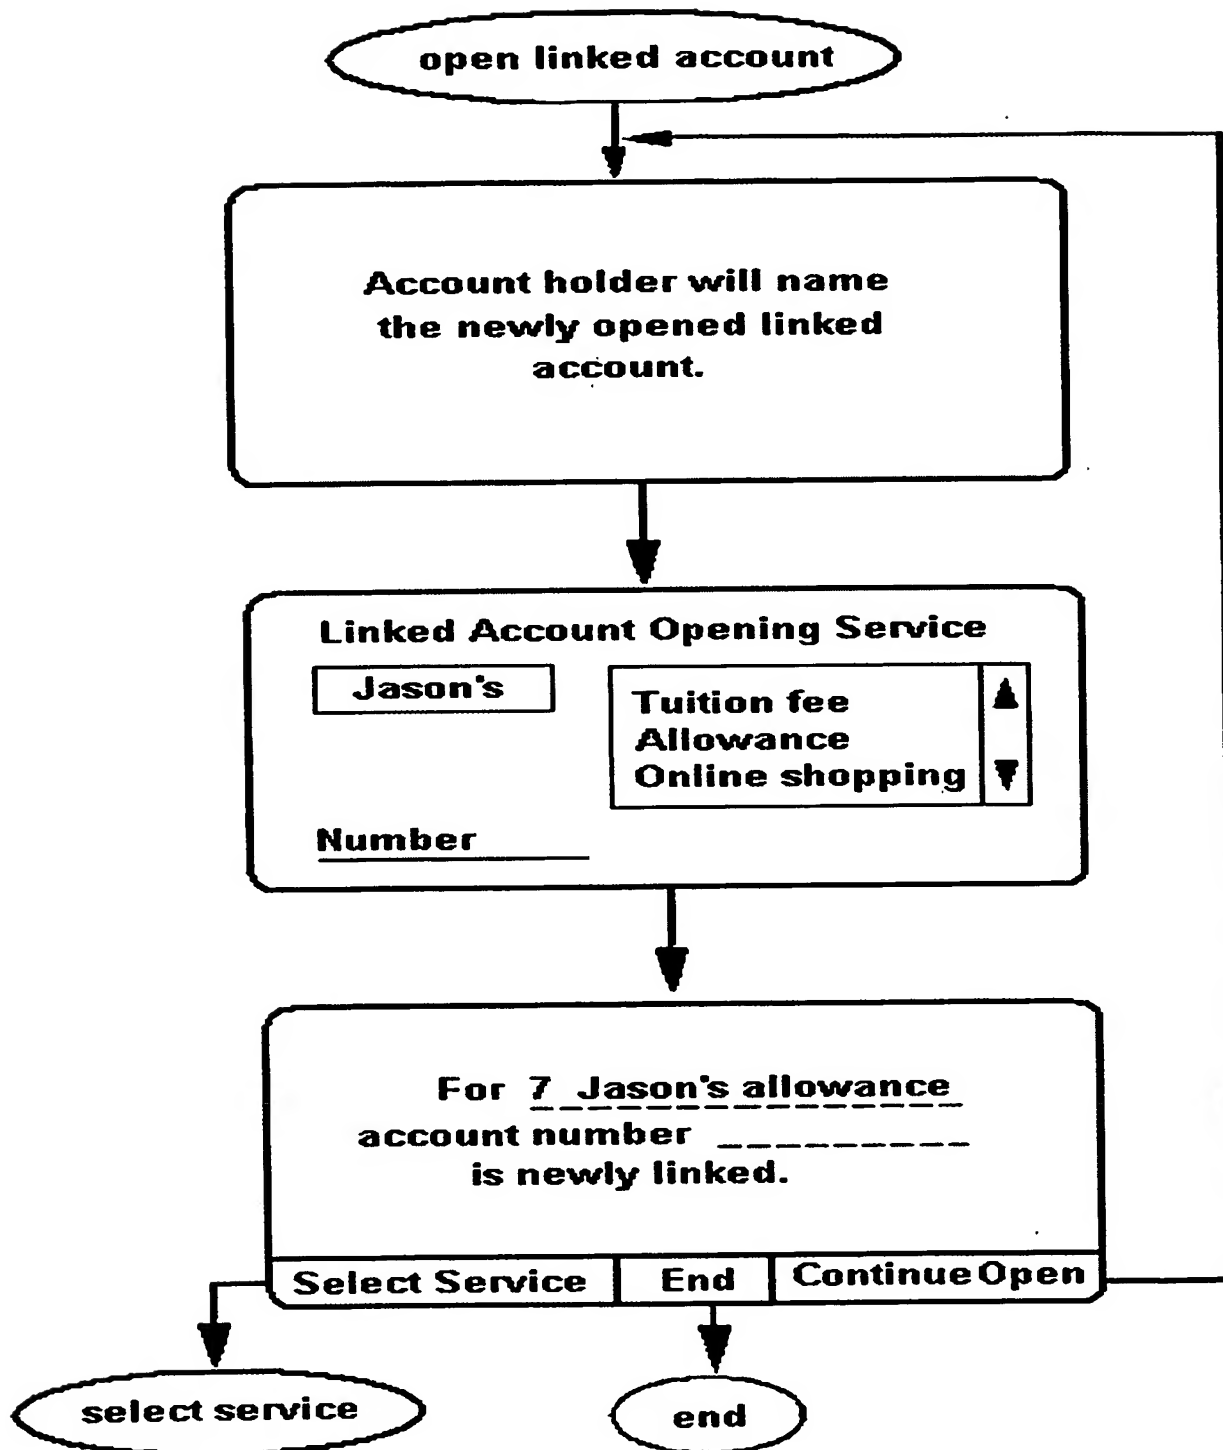 open linked account
Account holder will name
the newly opened linked
account.
Linked Account Opening Service
Jason's
Tuition fee
Allowance
Online shopping
Number
For 7 Jason's allowance
account number
is newly linked.
Select Service
End
Continue Open
select service
end